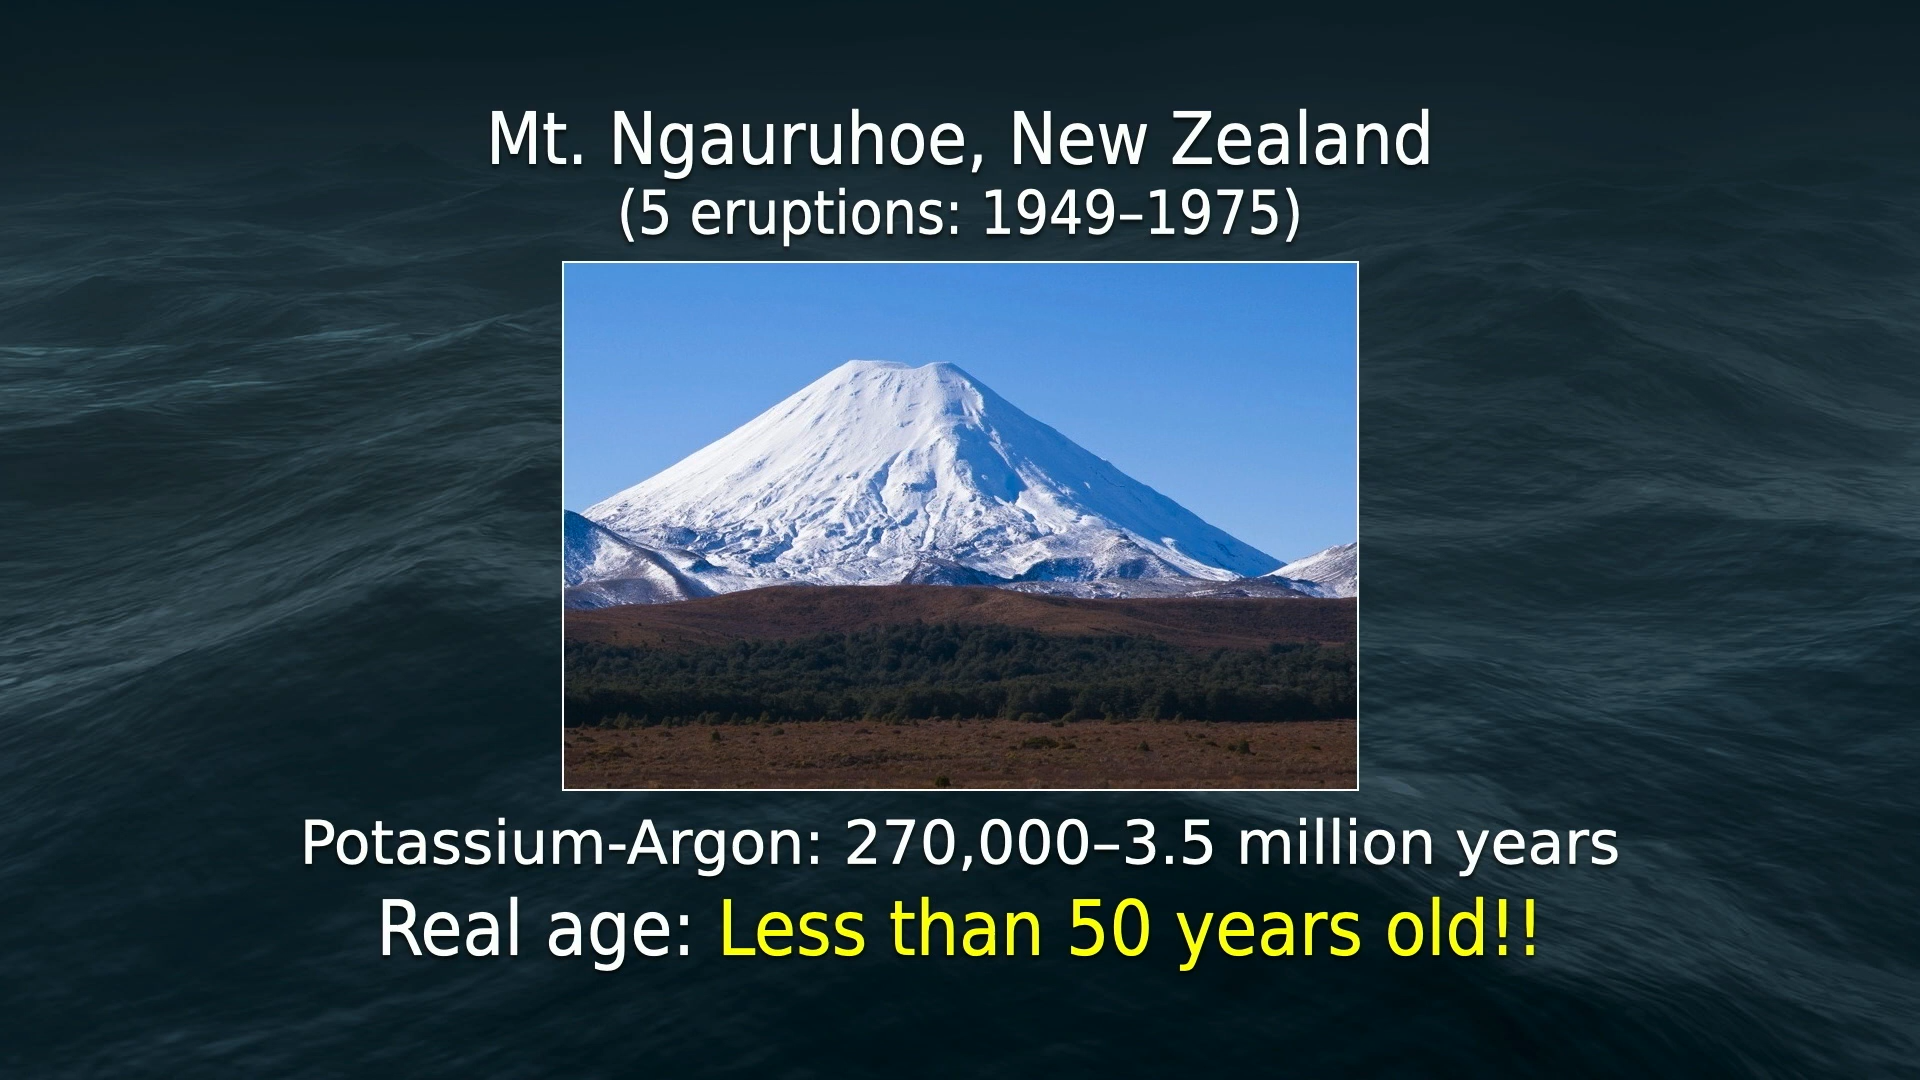 Mt. Ngauruhoe, New Zealand
(5 eruptions: 1949–1975)
Potassium-Argon: 270,000–3.5 million years
Real age: Less than 50 years old!!